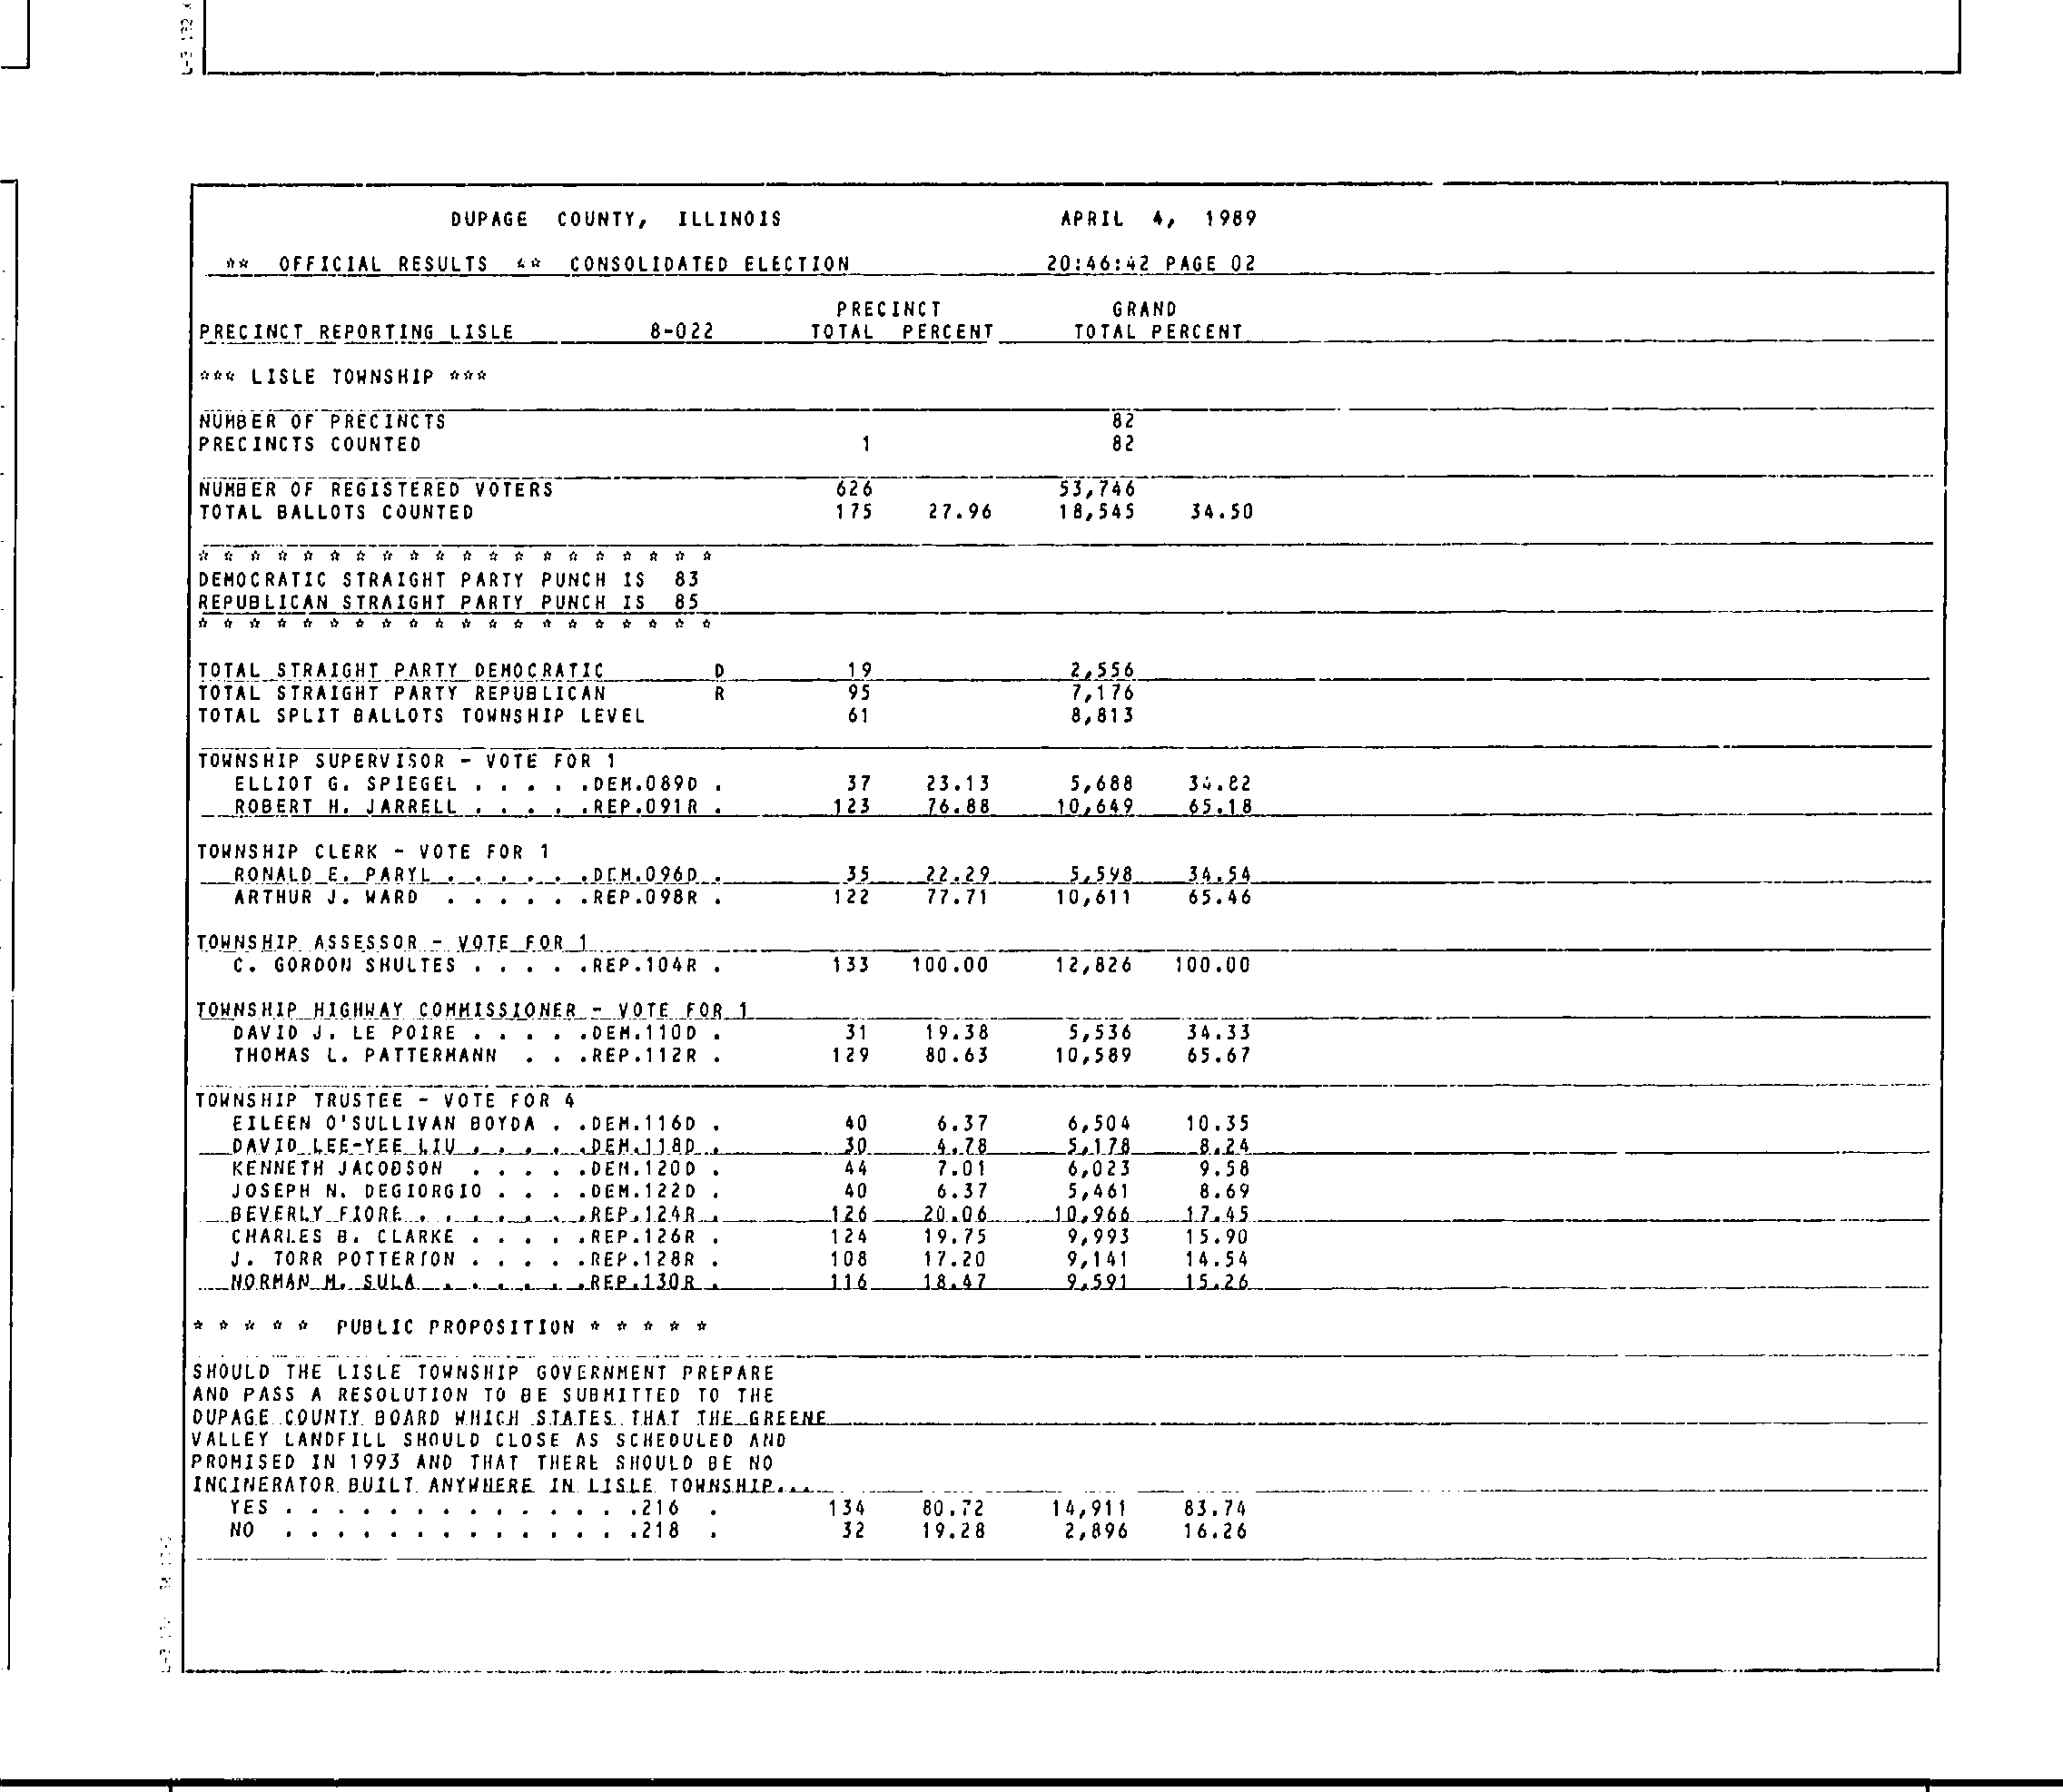 DUPAGE COUNTY, ILLINOIS APRIL 4, 1989
** OFFICIAL RESULTS ** CONSOLIDATED ELECTION 20:46:42 PAGE 02
PRECINCT GRAND
PRECINCT REPORTING LISLE 8-022 TOTAL PERCENT TOTAL PERCENT
*** LISLE TOWNSHIP ***
NUMBER OF PRECINCTS 82
PRECINCTS COUNTED 1 82
NUMBER OF REGISTERED VOTERS 626 53,746
TOTAL BALLOTS COUNTED 175 27.96 18,545 34.50
* * * * * * * * * * * * * * * * * * * *
DEMOCRATIC STRAIGHT PARTY PUNCH IS 83
REPUBLICAN STRAIGHT PARTY PUNCH IS 85
* * * * * * * * * * * * * * * * * * * *
TOTAL STRAIGHT PARTY DEMOCRATIC D 19 2,556
TOTAL STRAIGHT PARTY REPUBLICAN R 95 7,176
TOTAL SPLIT BALLOTS TOWNSHIP LEVEL 61 8,813
TOWNSHIP SUPERVISOR - VOTE FOR 1
ELLIOT G. SPIEGEL . . . . .DEM.089D . 37 23.13 5,688 34.82
ROBERT H. JARRELL . . . . .REP.091R . 123 76.88 10,649 65.18
TOWNSHIP CLERK - VOTE FOR 1
RONALD E. PARYL . . . . . .DEM.096D . 35 22.29 5,598 34.54
ARTHUR J. WARD . . . . . .REP.098R . 122 77.71 10,611 65.46
TOWNSHIP ASSESSOR - VOTE FOR 1
C. GORDON SHULTES . . . . .REP.104R . 133 100.00 12,826 100.00
TOWNSHIP HIGHWAY COMMISSIONER - VOTE FOR 1
DAVID J. LE POIRE . . . . .DEM.110D . 31 19.38 5,536 34.33
THOMAS L. PATTERMANN . . .REP.112R . 129 80.63 10,589 65.67
TOWNSHIP TRUSTEE - VOTE FOR 4
EILEEN O'SULLIVAN BOYDA . .DEM.116D . 40 6.37 6,504 10.35
DAVID LEE-YEE LIU . . . . .DEM.118D . 30 4.78 5,178 8.24
KENNETH JACOBSON . . . . .DEM.120D . 44 7.01 6,023 9.58
JOSEPH N. DEGIORGIO . . . .DEM.122D . 40 6.37 5,461 8.69
BEVERLY FIORE . . . . . . .REP.124R . 126 20.06 10,966 17.45
CHARLES B. CLARKE . . . . .REP.126R . 124 19.75 9,993 15.90
J. TORR POTTERTON . . . . .REP.128R . 108 17.20 9,141 14.54
NORMAN M. SULA . . . . . .REP.130R . 116 18.47 9,591 15.26
* * * * * PUBLIC PROPOSITION * * * * *
SHOULD THE LISLE TOWNSHIP GOVERNMENT PREPARE
AND PASS A RESOLUTION TO BE SUBMITTED TO THE
DUPAGE COUNTY BOARD WHICH STATES THAT THE GREENE
VALLEY LANDFILL SHOULD CLOSE AS SCHEDULED AND
PROMISED IN 1993 AND THAT THERE SHOULD BE NO
INCINERATOR BUILT ANYWHERE IN LISLE TOWNSHIP...
YES . . . . . . . . . . . . . .216 . 134 80.72 14,911 83.74
NO . . . . . . . . . . . . . .218 . 32 19.28 2,896 16.26